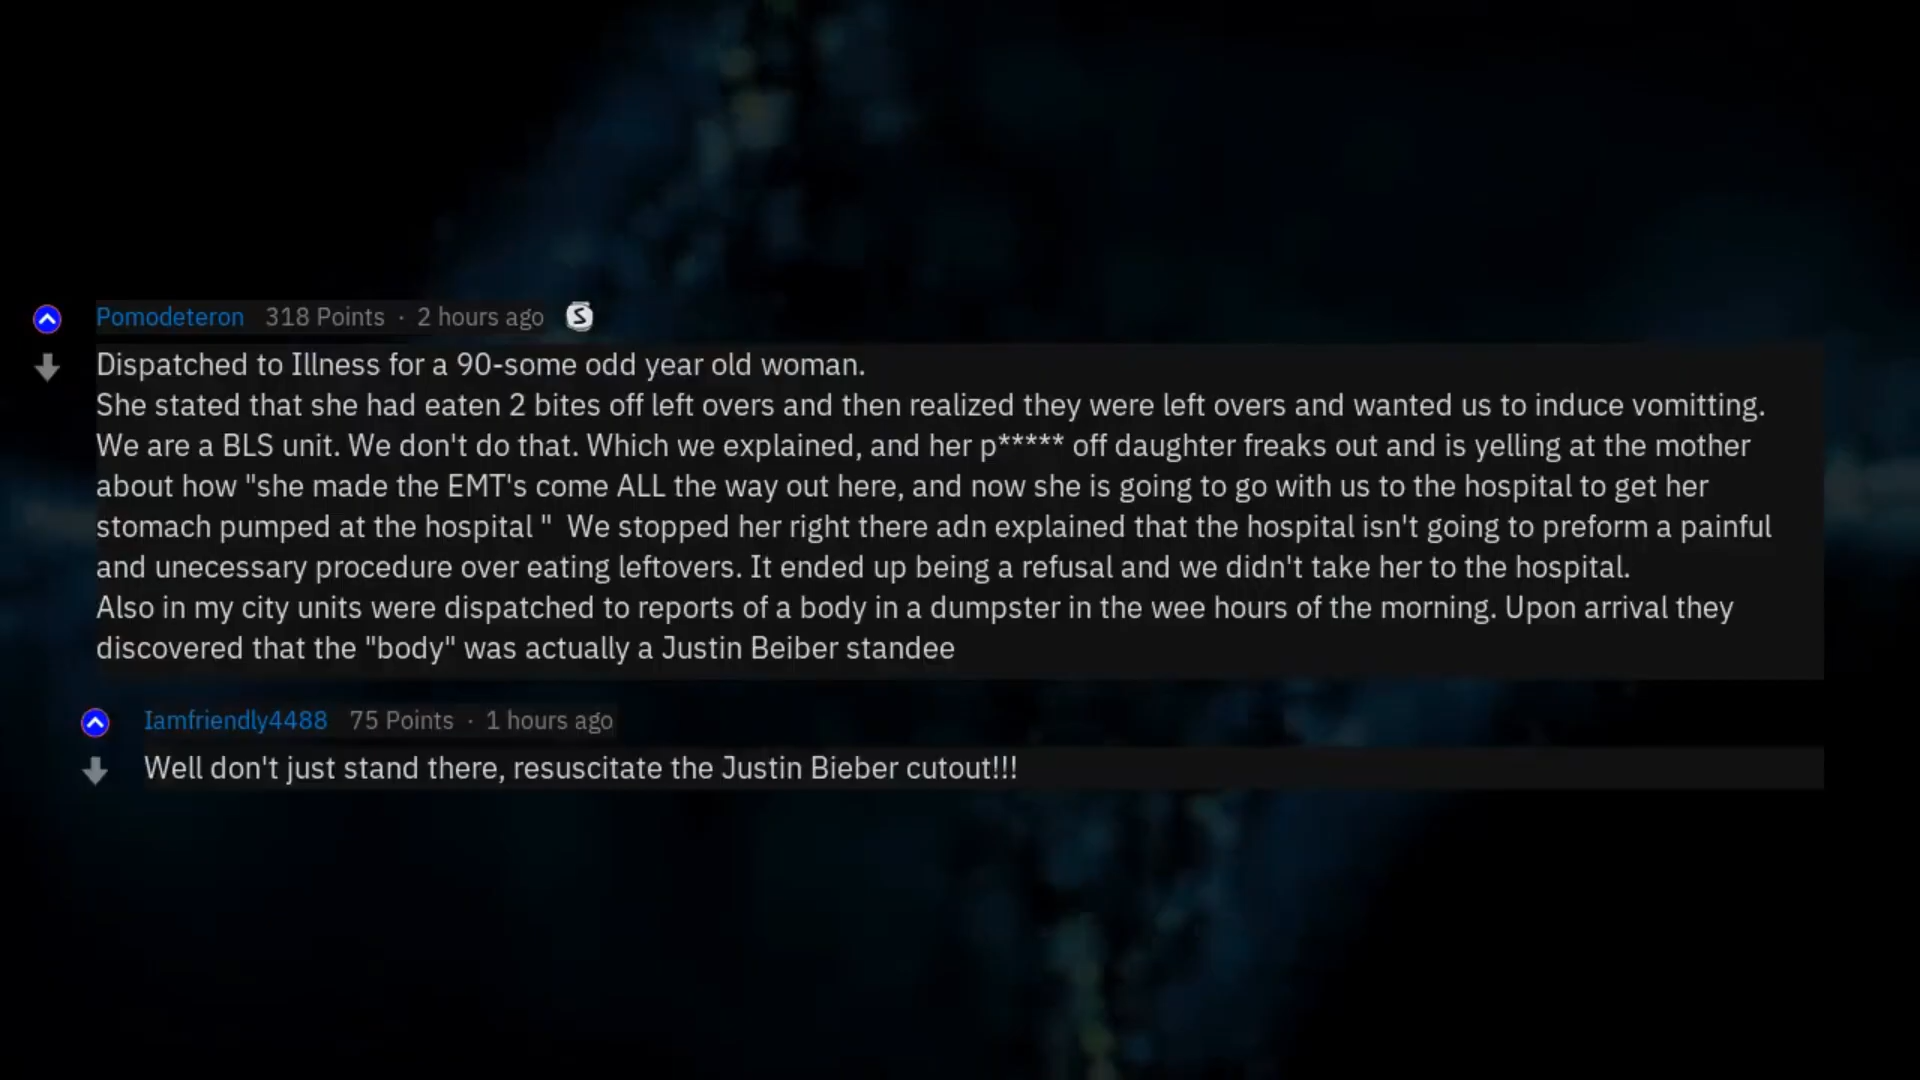 Pomodeteron 318 Points · 2 hours ago
Dispatched to Illness for a 90-some odd year old woman.
She stated that she had eaten 2 bites off left overs and then realized they were left overs and wanted us to induce vomitting.
We are a BLS unit. We don't do that. Which we explained, and her p***** off daughter freaks out and is yelling at the mother
about how "she made the EMT's come ALL the way out here, and now she is going to go with us to the hospital to get her
stomach pumped at the hospital " We stopped her right there adn explained that the hospital isn't going to preform a painful
and unecessary procedure over eating leftovers. It ended up being a refusal and we didn't take her to the hospital.
Also in my city units were dispatched to reports of a body in a dumpster in the wee hours of the morning. Upon arrival they
discovered that the "body" was actually a Justin Beiber standee
Iamfriendly4488 75 Points · 1 hours ago
Well don't just stand there, resuscitate the Justin Bieber cutout!!!